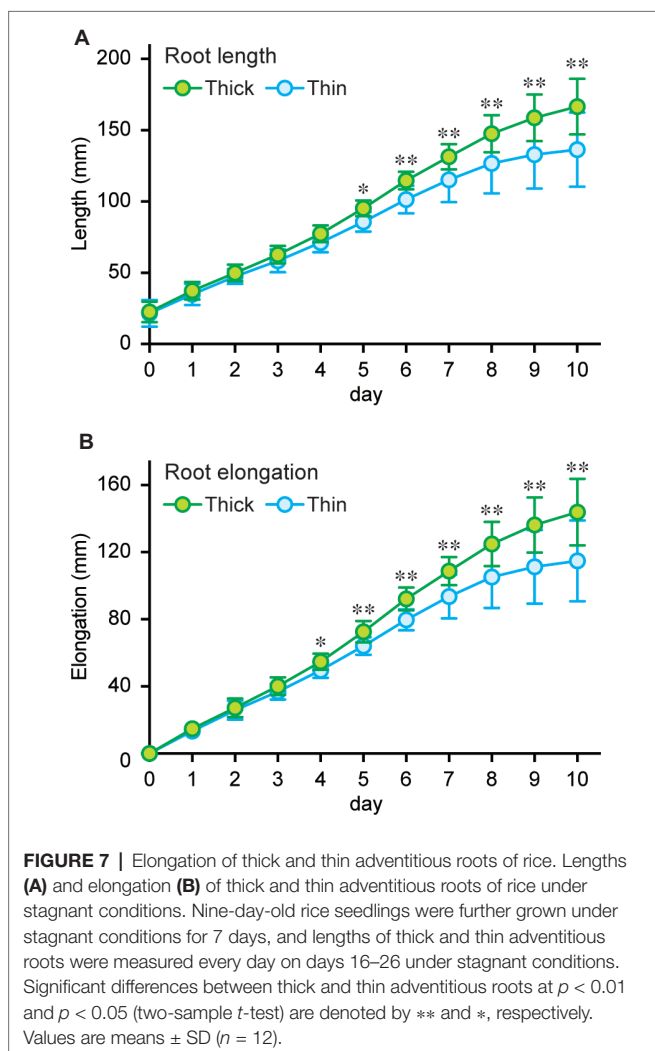 A
Root length
Thick Thin
** ** ** ** ** *
200
150
100
50
0
Length (mm)
0 1 2 3 4 5 6 7 8 9 10
day
B
Root elongation
Thick Thin
** ** ** ** ** ** *
160
120
80
40
0
Elongation (mm)
0 1 2 3 4 5 6 7 8 9 10
day
FIGURE 7 | Elongation of thick and thin adventitious roots of rice. Lengths
(A) and elongation (B) of thick and thin adventitious roots of rice under
stagnant conditions. Nine-day-old rice seedlings were further grown under
stagnant conditions for 7 days, and lengths of thick and thin adventitious
roots were measured every day on days 16–26 under stagnant conditions.
Significant differences between thick and thin adventitious roots at p < 0.01
and p < 0.05 (two-sample t-test) are denoted by ** and *, respectively.
Values are means ± SD (n = 12).